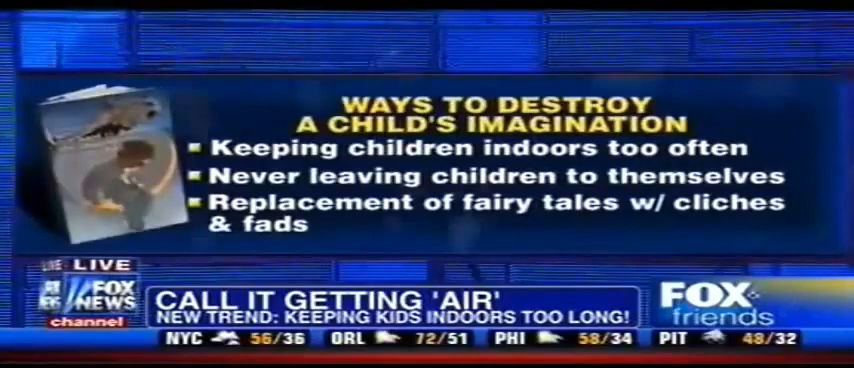 WAYS TO DESTROY
A CHILD'S IMAGINATION
Keeping children indoors too often
Never leaving children to themselves
Replacement of fairy tales w/ cliches
& fads
LIVE
FOX
NEWS
channel
CALL IT GETTING 'AIR'
NEW TREND: KEEPING KIDS INDOORS TOO LONG!
FOX
friends
NYC 56/36 ORL 72/51 PHI 58/34 PIT 48/32